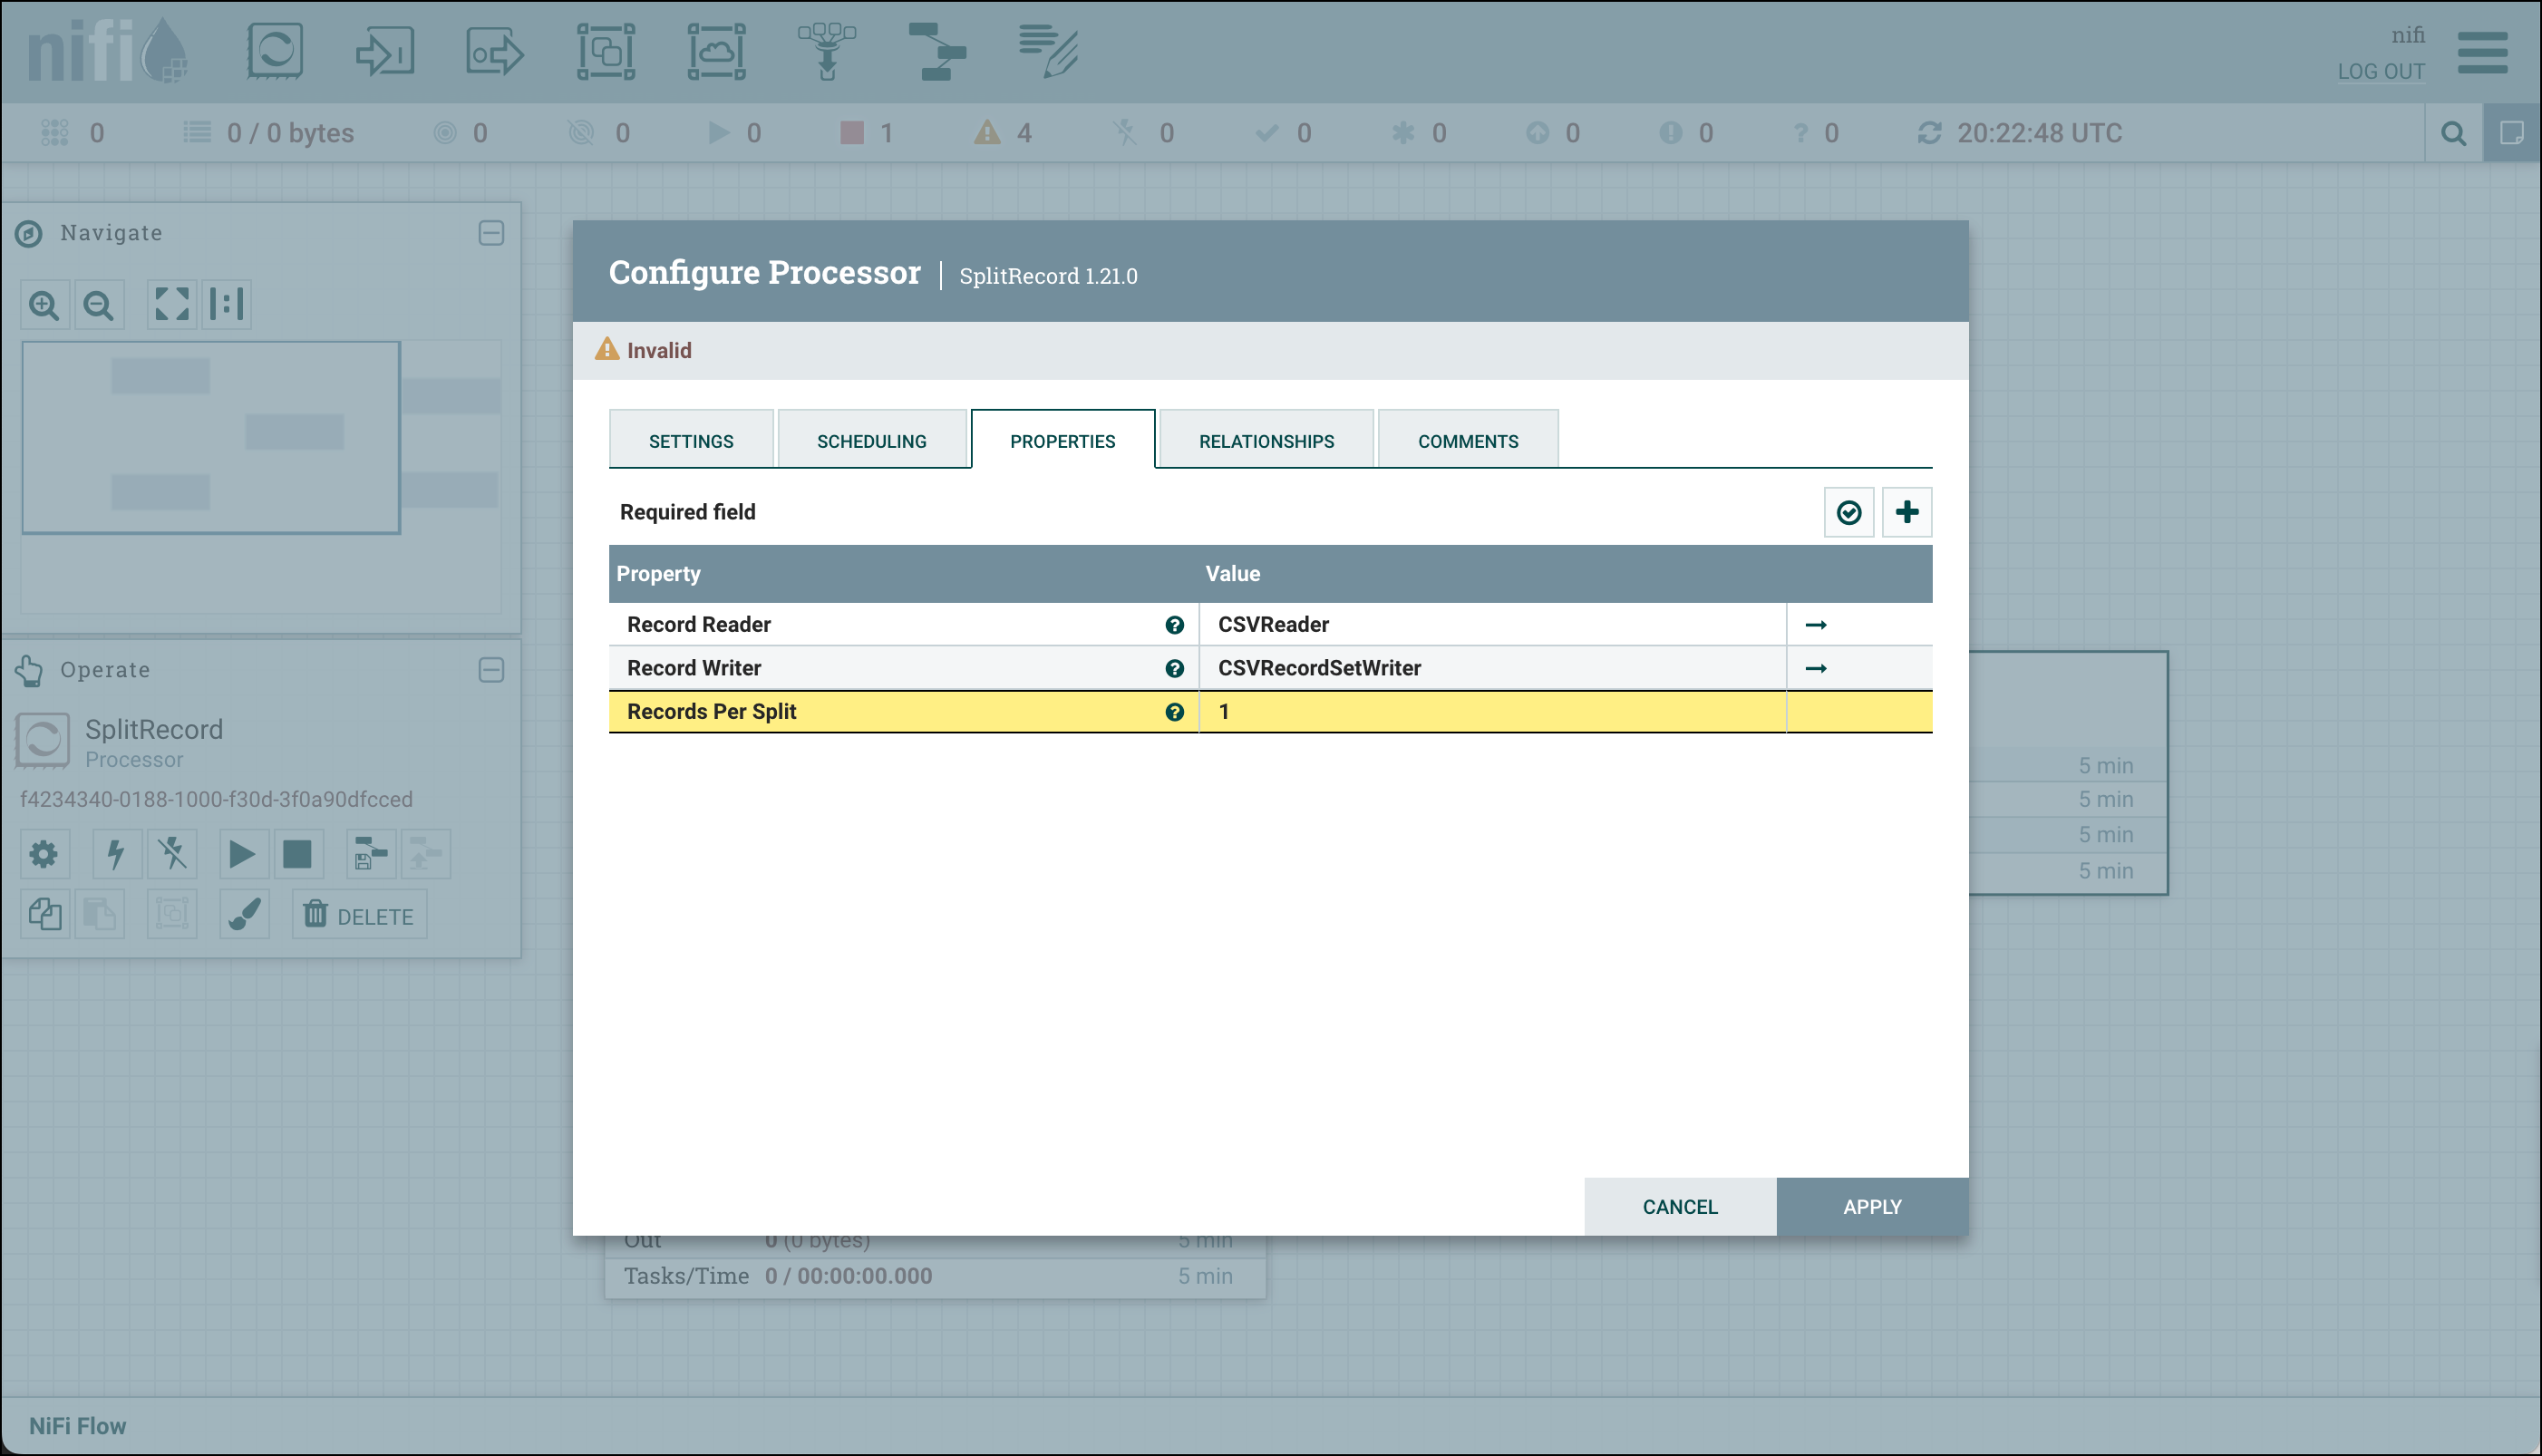 nifi
nifi
LOG OUT
0 0 / 0 bytes 0 0 0 1 4 0 0 0 0 0 ? 0 20:22:48 UTC
Navigate
Configure Processor | SplitRecord 1.21.0
Invalid
SETTINGS SCHEDULING PROPERTIES RELATIONSHIPS COMMENTS
Required field
Property Value
Record Reader ? CSVReader
Record Writer ? CSVRecordSetWriter
Records Per Split ? 1
Operate
SplitRecord
Processor
f4234340-0188-1000-f30d-3f0a90dfcced
DELETE
5 min
5 min
5 min
5 min
CANCEL APPLY
Out 0 (0 bytes) 5 min
Tasks/Time 0 / 00:00:00.000 5 min
NiFi Flow